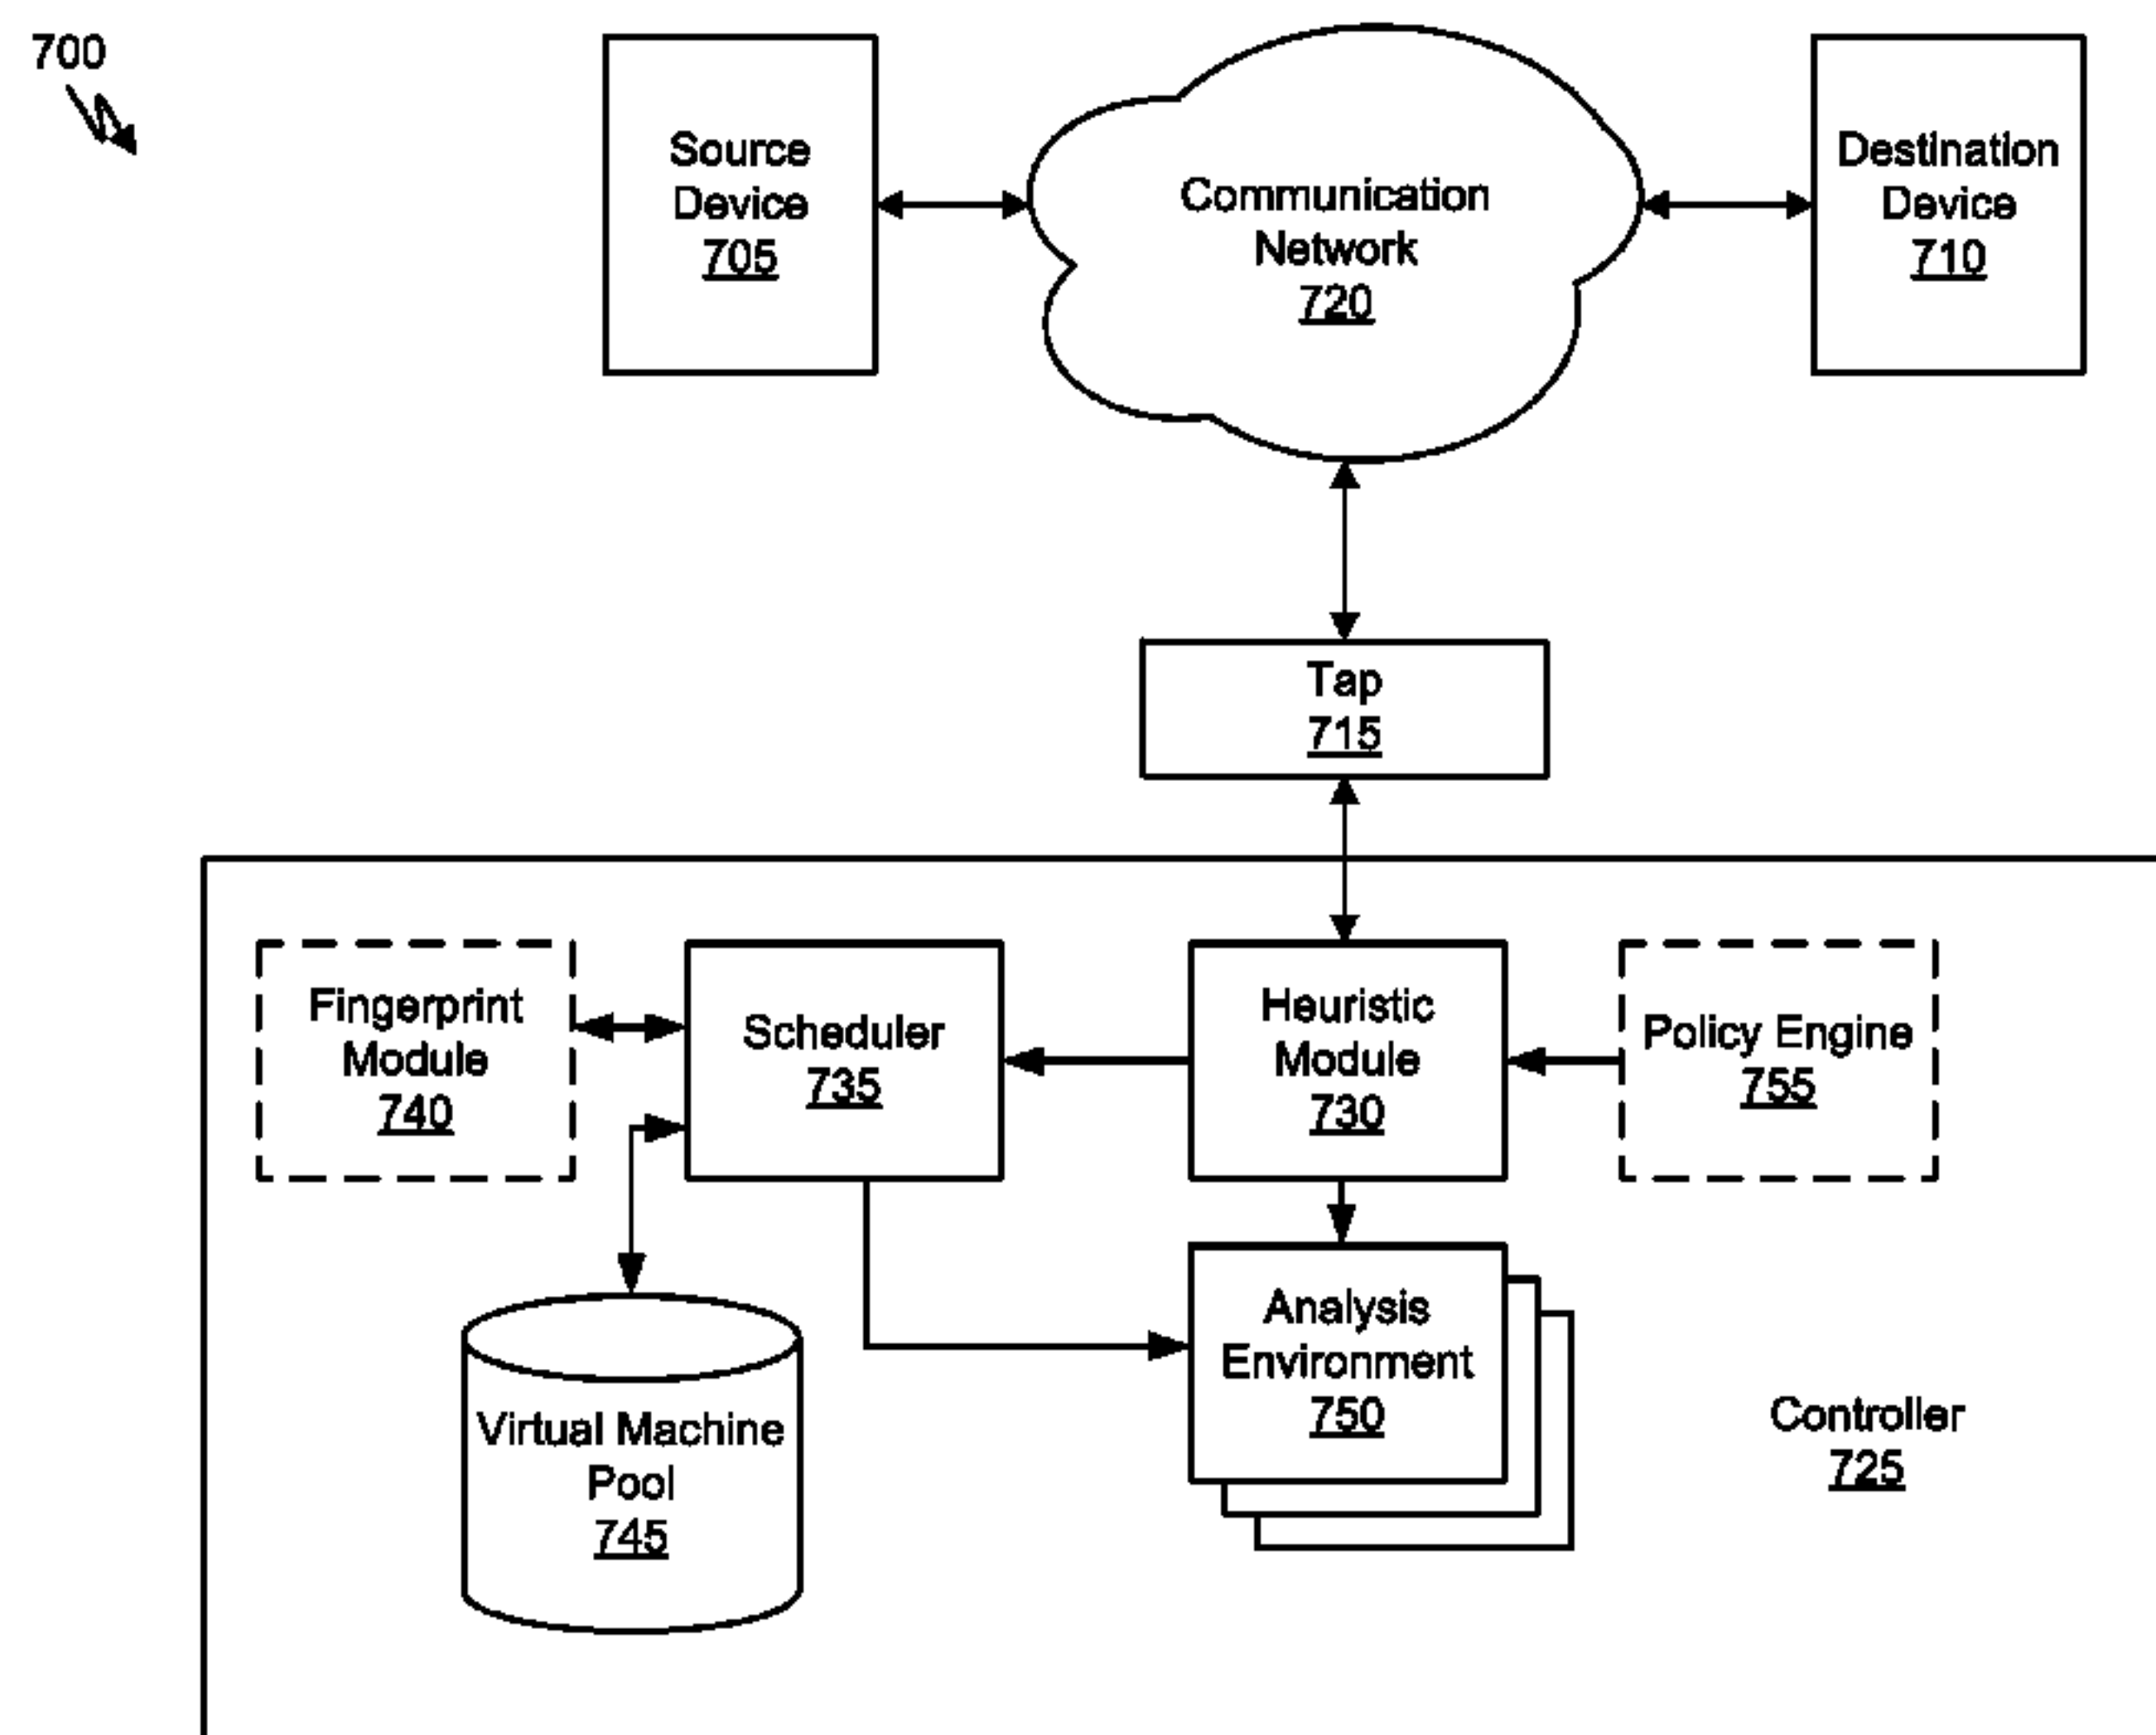 700
Source
Device
705
Communication
Network
720
Destination
Device
710
Tap
715
Fingerprint
Module
740
Scheduler
735
Heuristic
Module
730
Policy Engine
755
Virtual Machine
Pool
745
Analysis
Environment
750
Controller
725